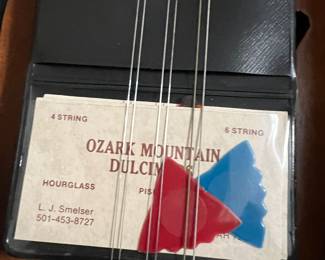 4 STRING
6 STRING
OZARK MOUNTAIN
HOURGLASS
L. J. Smelser
501-453-8727